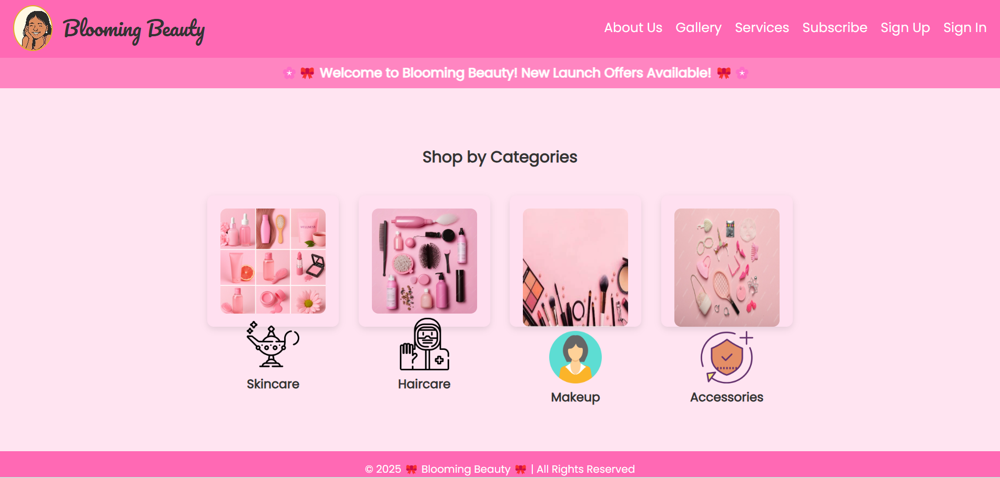 Blooming Beauty
About Us Gallery Services Subscribe Sign Up Sign In
🌸 🎀 Welcome to Blooming Beauty! New Launch Offers Available! 🎀 🌸
Shop by Categories
WELLNESS
Skincare
Haircare
Makeup
Accessories
© 2025 🎀 Blooming Beauty 🎀 | All Rights Reserved